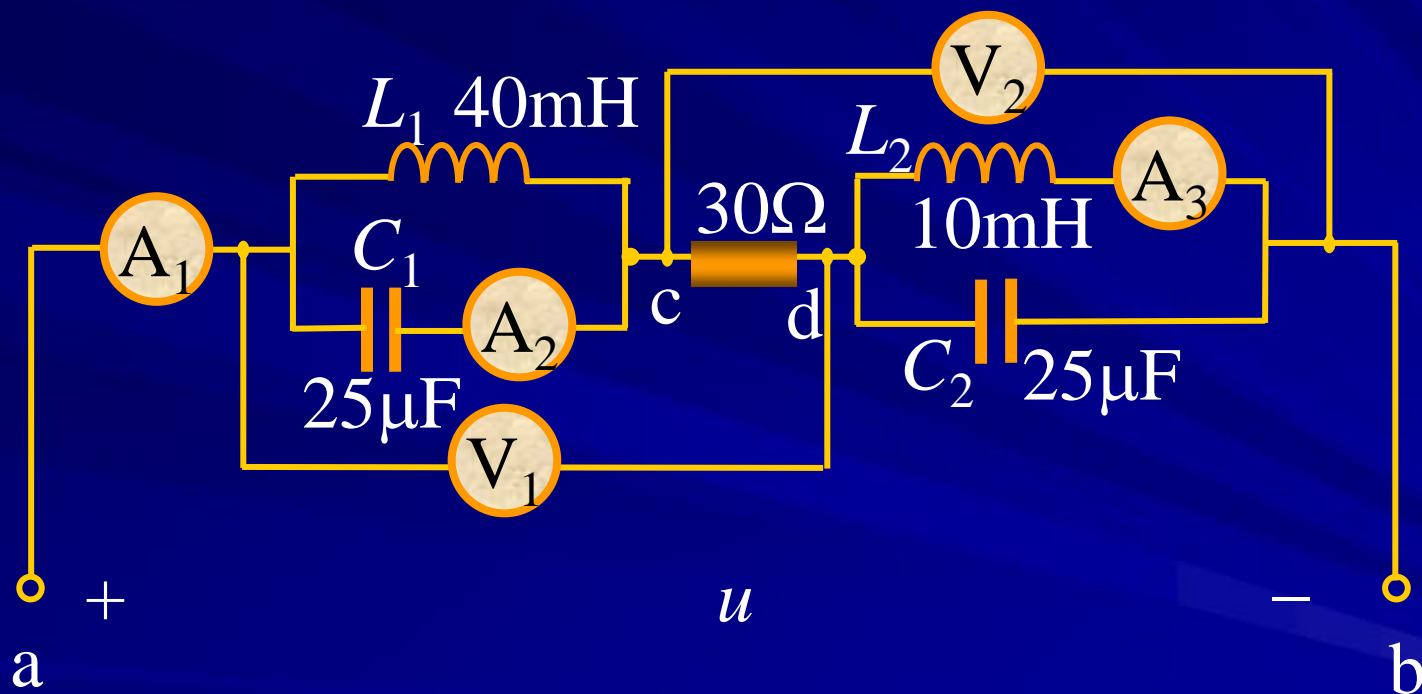 V₂
L₁ 40mH
L₂
A₃
30Ω
10mH
A₁
C₁
A₂
c
d
25μF
C₂
25μF
V₁
+
u
−
a
b